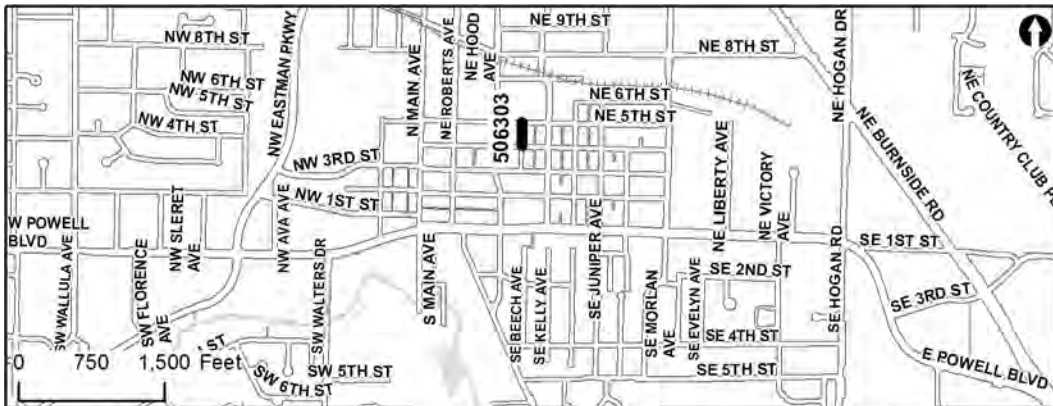 NE 9TH ST
NW 8TH ST
NE 8TH ST
NW 6TH ST
NW 5TH ST
NW 4TH ST
NW EASTMAN PKWY
N MAIN AVE
NE ROBERTS AVE
NE HOOD
AVE
506303
NE 6TH ST
NE 5TH ST
NE HOGAN DR
NE BURNSIDE RD
NE COUNTRY CLUB
NW 3RD ST
NW 1ST ST
NE LIBERTY AVE
NE VICTORY
AVE
W POWELL
BLVD
SW WALLULA AVE
SW FLORENCE
AVE
NW SLERET
AVE
NW AVA AVE
SW WALTERS DR
S MAIN AVE
SE BEECH AVE
SE KELLY AVE
SE JUNIPER AVE
SE MORLAN
AVE
SE EVELYN AVE
SE 2ND ST
SE HOGAN RD
SE 1ST ST
SE 3RD ST
SE 4TH ST
SE 5TH ST
E POWELL BLVD
ST
SW 5TH ST
SW 6TH ST
0 750 1,500 Feet